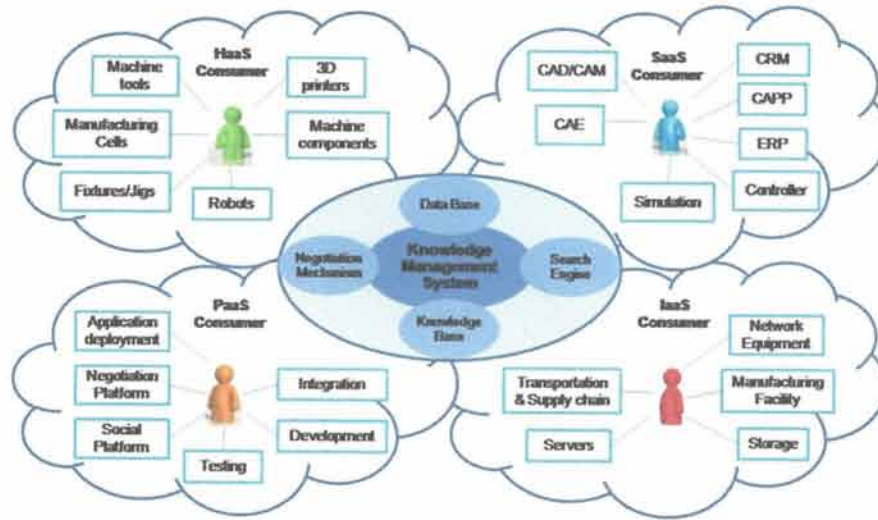 HaaS
Consumer
Machine
tools
3D
printers
Manufacturing
Cells
Machine
components
Fixtures/Jigs
Robots
SaaS
Consumer
CAD/CAM
CRM
CAPP
CAE
ERP
Simulation
Controller
Data Base
Negotiation
Mechanism
Knowledge
Management
System
Search
Engine
Knowledge
Base
PaaS
Consumer
Application
deployment
Negotiation
Platform
Integration
Social
Platform
Development
Testing
IaaS
Consumer
Network
Equipment
Transportation
& Supply chain
Manufacturing
Facility
Servers
Storage